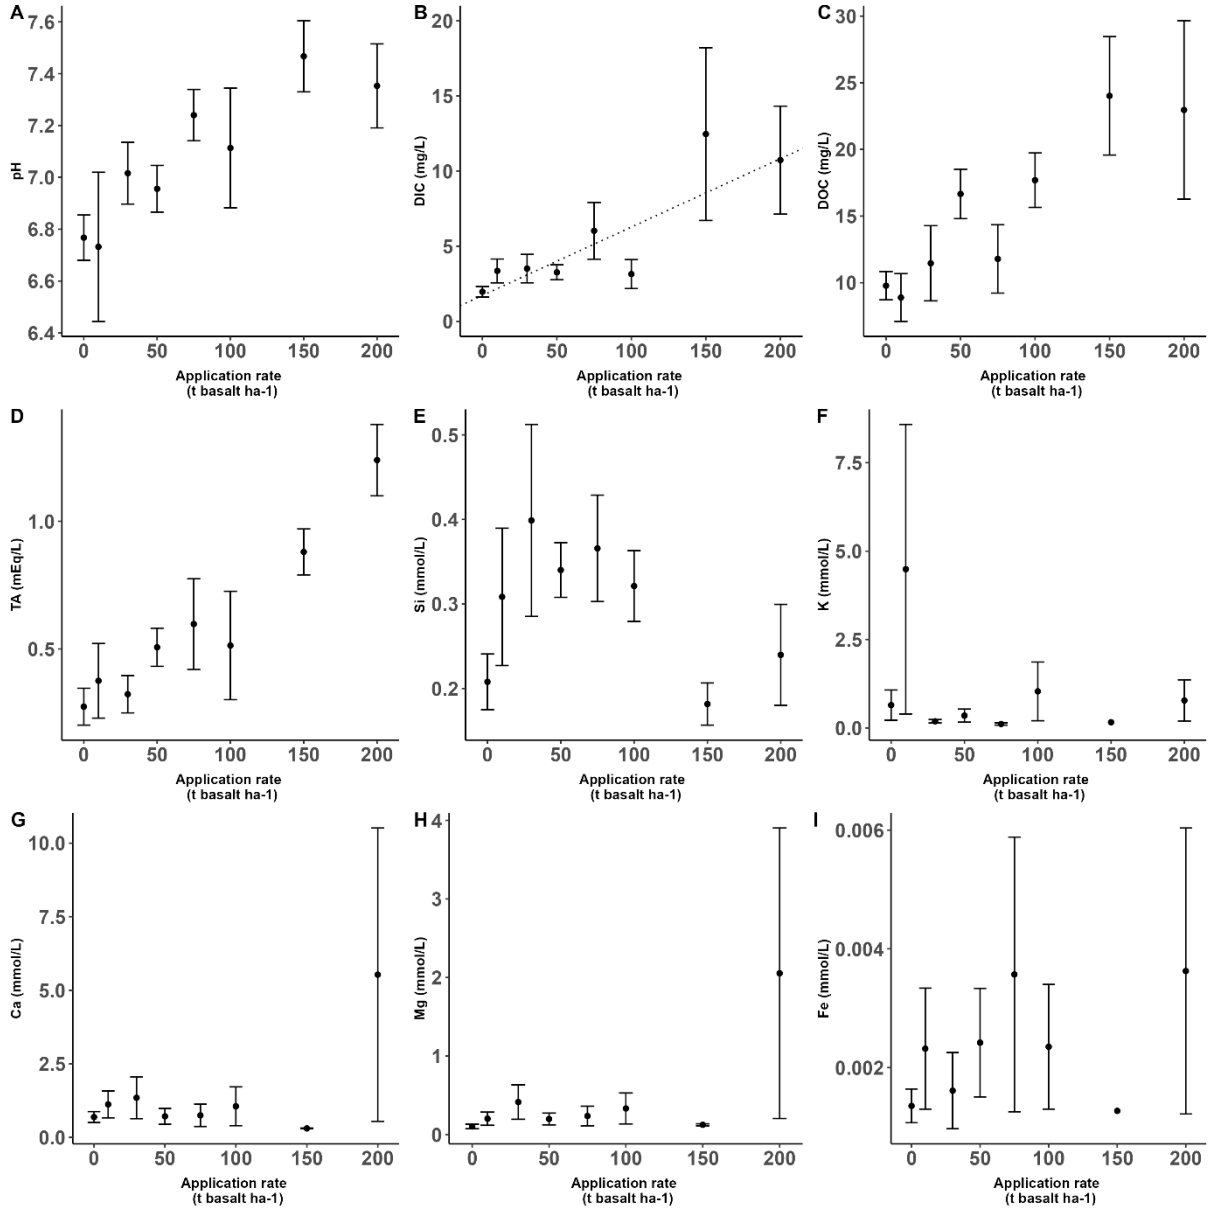 A
7.6
7.4
7.2
7.0
6.8
6.6
6.4
pH
0 50 100 150 200
Application rate
(t basalt ha-1)
B
20
15
10
5
0
DIC (mg/L)
0 50 100 150 200
Application rate
(t basalt ha-1)
C
30
25
20
15
10
DOC (mg/L)
0 50 100 150 200
Application rate
(t basalt ha-1)
D
1.0
0.5
TA (mEq/L)
0 50 100 150 200
Application rate
(t basalt ha-1)
E
0.5
0.4
0.3
0.2
Si (mmol/L)
0 50 100 150 200
Application rate
(t basalt ha-1)
F
7.5
5.0
2.5
0.0
K (mmol/L)
0 50 100 150 200
Application rate
(t basalt ha-1)
G
10.0
7.5
5.0
2.5
0.0
Ca (mmol/L)
0 50 100 150 200
Application rate
(t basalt ha-1)
H
4
3
2
1
0
Mg (mmol/L)
0 50 100 150 200
Application rate
(t basalt ha-1)
I
0.006
0.004
0.002
Fe (mmol/L)
0 50 100 150 200
Application rate
(t basalt ha-1)